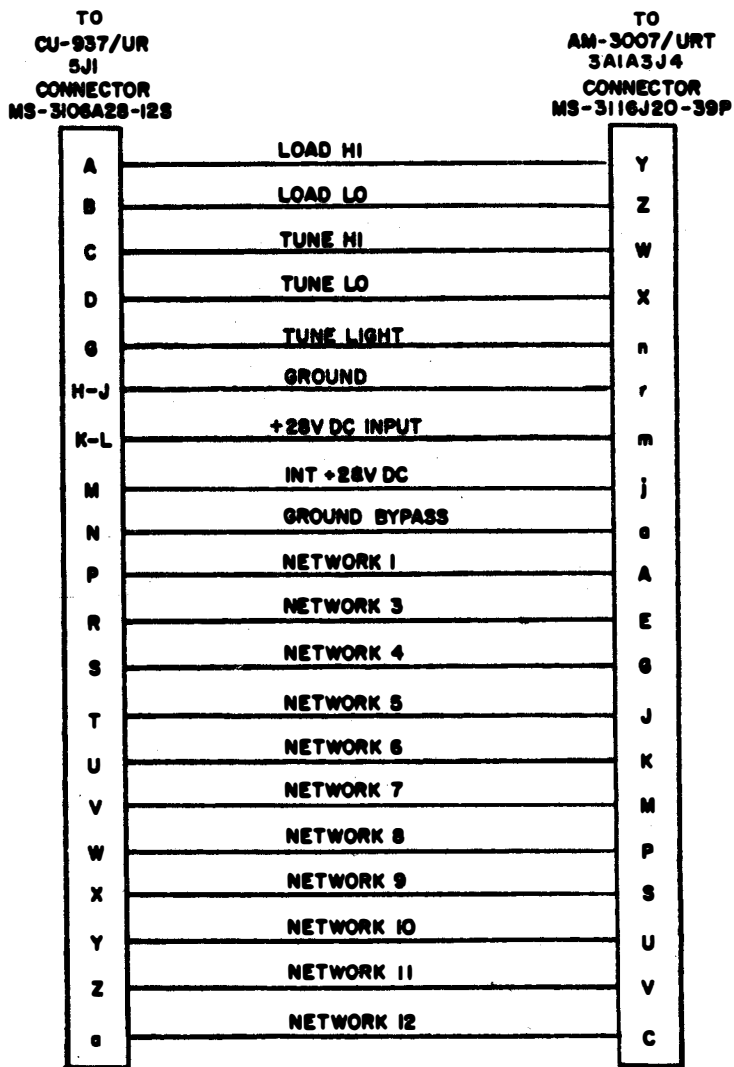 TO
CU-937/UR
5J1
CONNECTOR
MS-3106A28-12S
TO
AM-3007/URT
3A1A3J4
CONNECTOR
MS-3116J20-39P
A LOAD HI Y
B LOAD LO Z
C TUNE HI W
D TUNE LO X
G TUNE LIGHT n
H-J GROUND r
K-L +28V DC INPUT m
M INT +28V DC j
N GROUND BYPASS a
P NETWORK 1 A
R NETWORK 3 E
S NETWORK 4 G
T NETWORK 5 J
U NETWORK 6 K
V NETWORK 7 M
W NETWORK 8 P
X NETWORK 9 S
Y NETWORK 10 U
Z NETWORK 11 V
a NETWORK 12 C